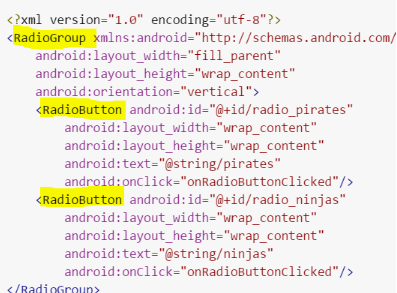 <?xml version="1.0" encoding="utf-8"?>
<RadioGroup xmlns:android="http://schemas.android.com/
android:layout_width="fill_parent"
android:layout_height="wrap_content"
android:orientation="vertical">
<RadioButton android:id="@+id/radio_pirates"
android:layout_width="wrap_content"
android:layout_height="wrap_content"
android:text="@string/pirates"
android:onClick="onRadioButtonClicked"/>
<RadioButton android:id="@+id/radio_ninjas"
android:layout_width="wrap_content"
android:layout_height="wrap_content"
android:text="@string/ninjas"
android:onClick="onRadioButtonClicked"/>
</RadioGroup>